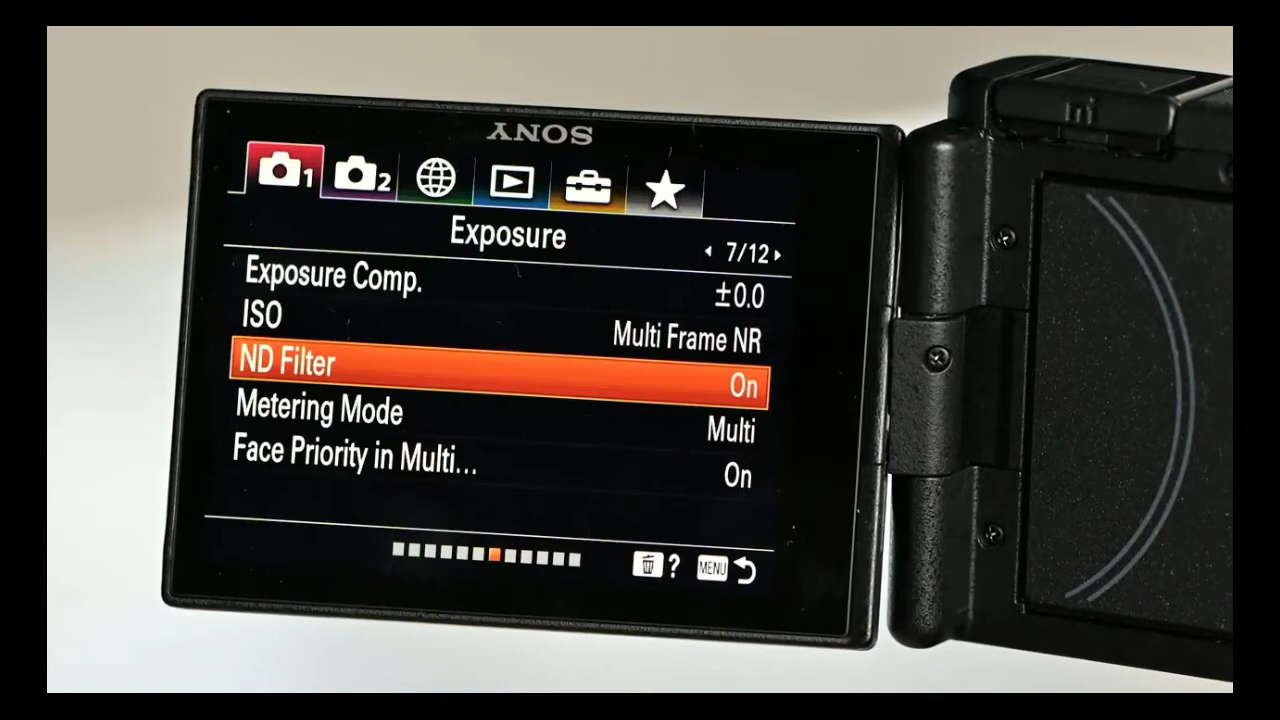 SONY
1 2
Exposure 7/12
Exposure Comp. ±0.0
ISO Multi Frame NR
ND Filter On
Metering Mode Multi
Face Priority in Multi... On
? MENU